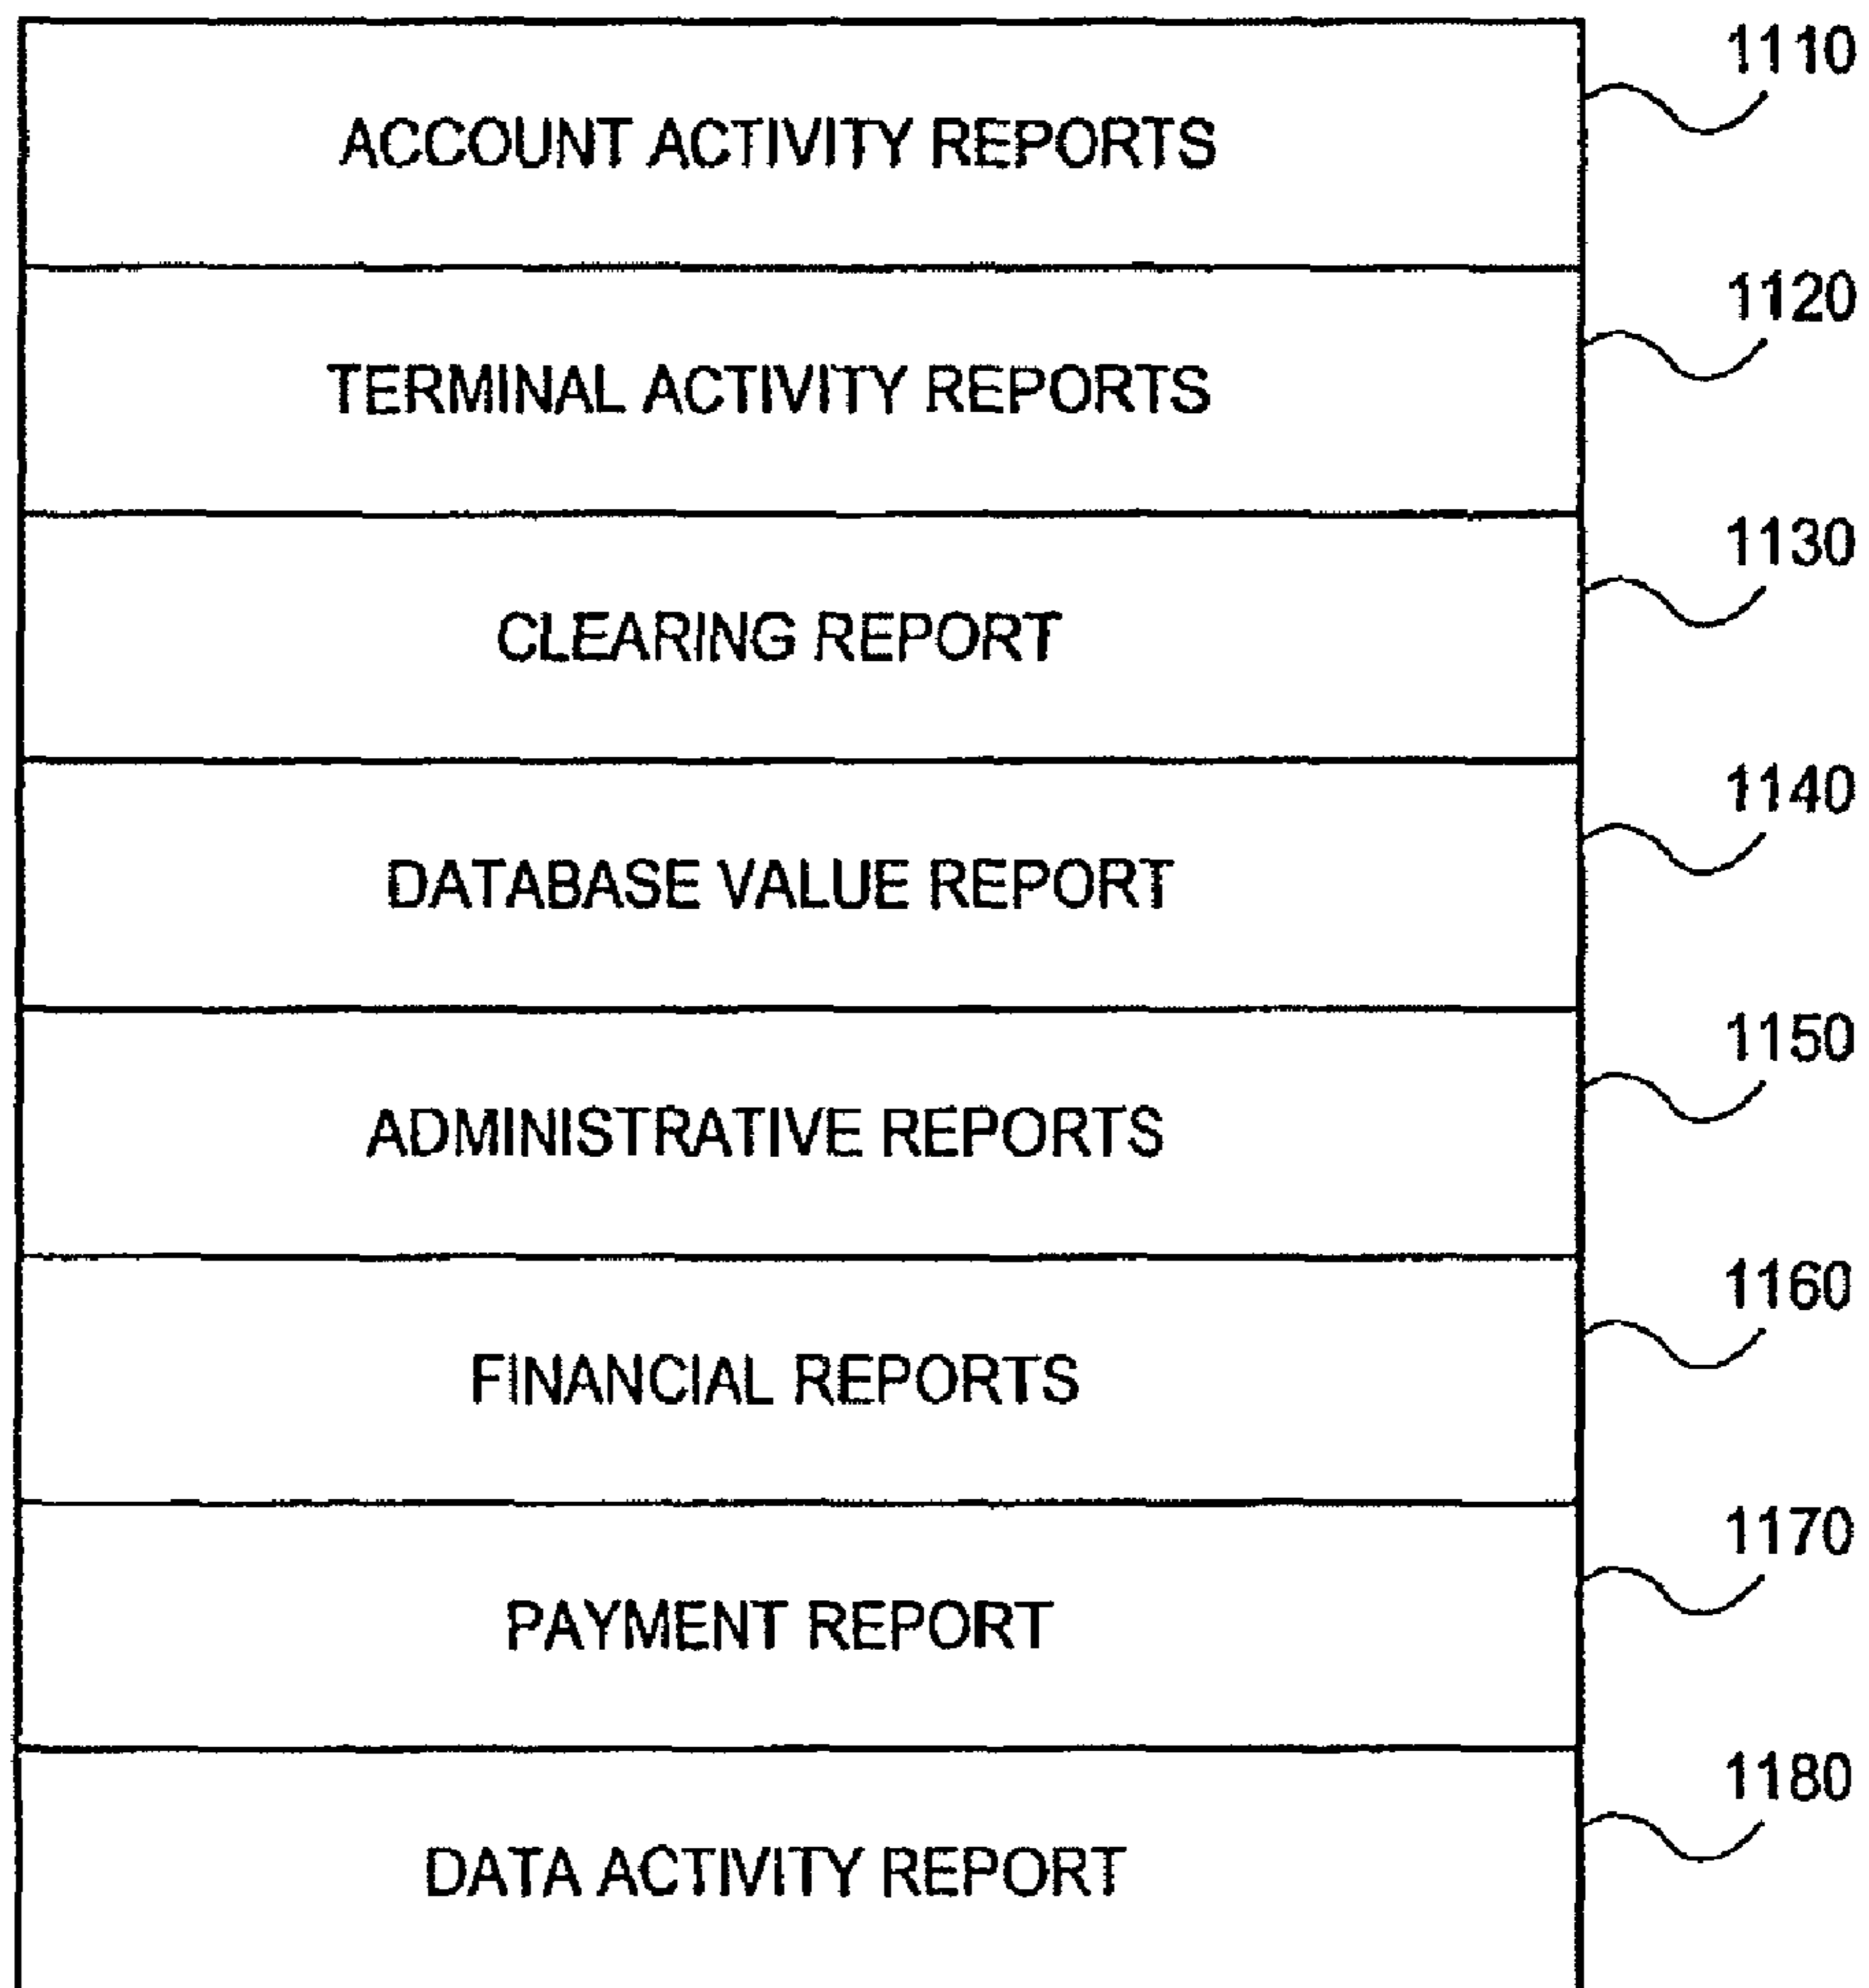 1110
ACCOUNT ACTIVITY REPORTS
1120
TERMINAL ACTIVITY REPORTS
1130
CLEARING REPORT
1140
DATABASE VALUE REPORT
1150
ADMINISTRATIVE REPORTS
1160
FINANCIAL REPORTS
1170
PAYMENT REPORT
1180
DATA ACTIVITY REPORT